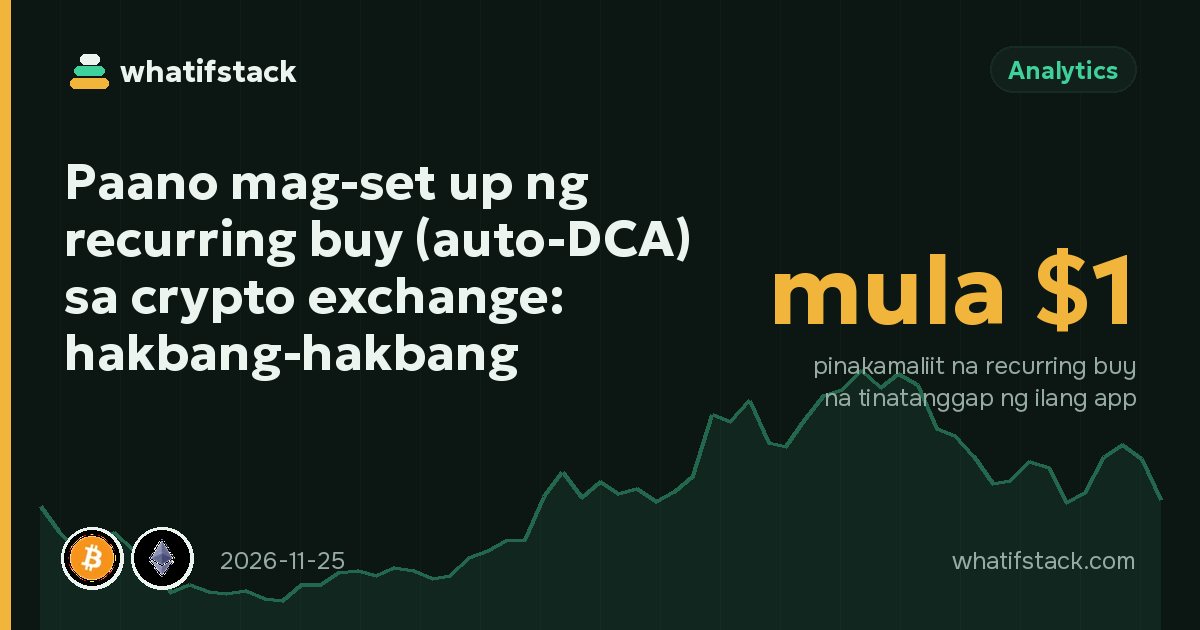 whatifstack
Analytics
Paano mag-set up ng
recurring buy (auto-DCA)
sa crypto exchange:
hakbang-hakbang
mula $1
pinakamaliit na recurring buy
na tinatanggap ng ilang app
2026-11-25
whatifstack.com